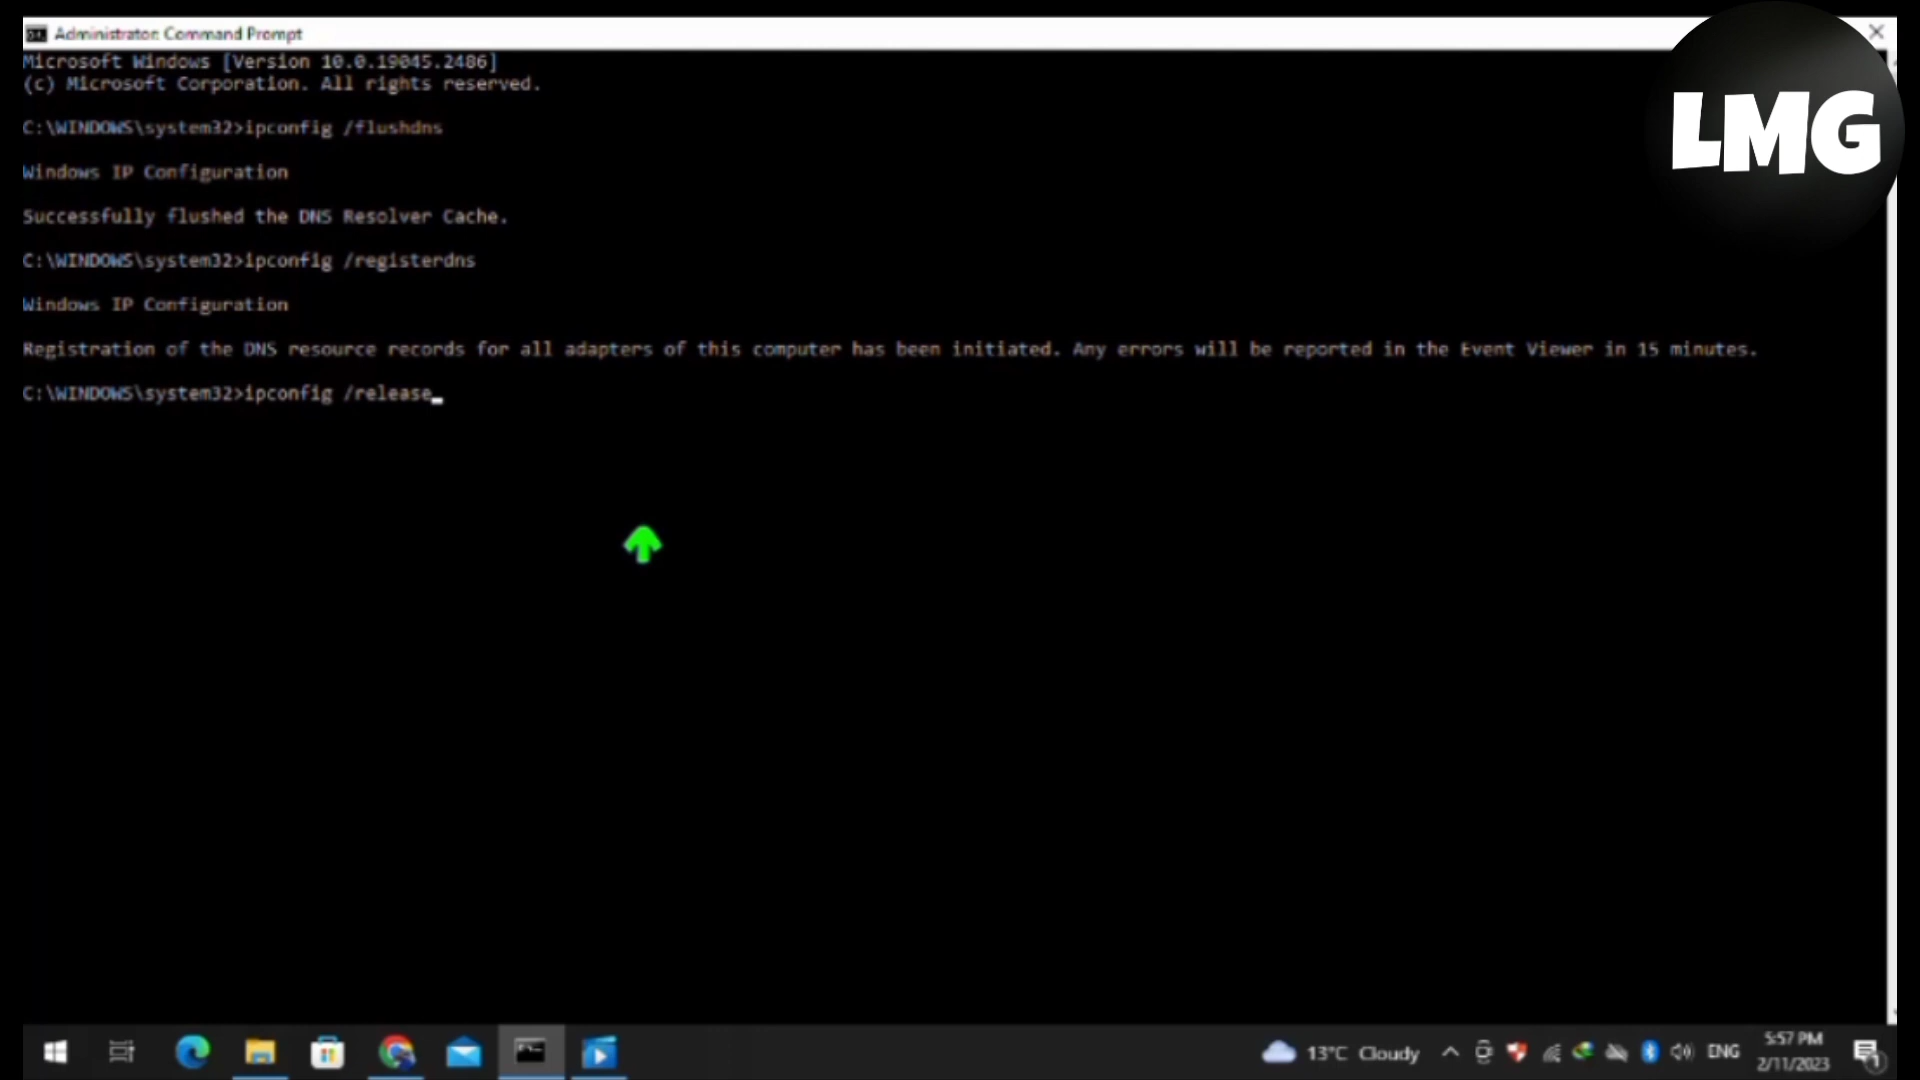 Administrator: Command Prompt
LMG
Microsoft Windows [Version 10.0.19045.2486]
(c) Microsoft Corporation. All rights reserved.
C:\WINDOWS\system32>ipconfig /flushdns
Windows IP Configuration
Successfully flushed the DNS Resolver Cache.
C:\WINDOWS\system32>ipconfig /registerdns
Windows IP Configuration
Registration of the DNS resource records for all adapters of this computer has been initiated. Any errors will be reported in the Event Viewer in 15 minutes.
C:\WINDOWS\system32>ipconfig /release
13°C Cloudy
ENG
5:57 PM
2/11/2023
1